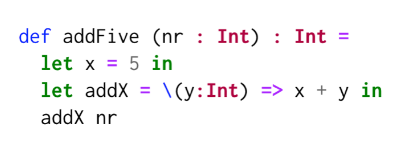 def addFive (nr : Int) : Int =
let x = 5 in
let addX = \(y:Int) => x + y in
addX nr